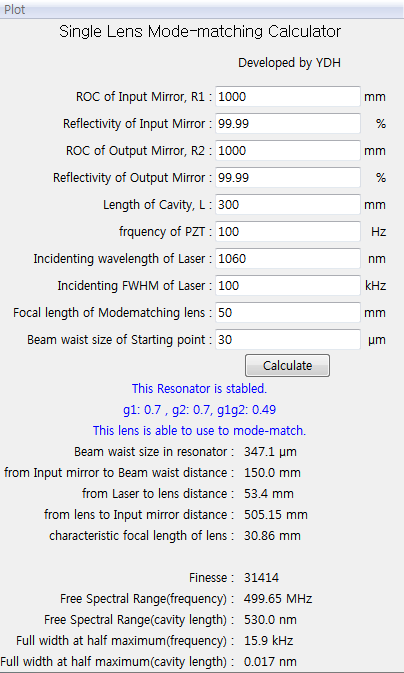 Plot
Single Lens Mode-matching Calculator
Developed by YDH
ROC of Input Mirror, R1 : 1000 mm
Reflectivity of Input Mirror : 99.99 %
ROC of Output Mirror, R2 : 1000 mm
Reflectivity of Output Mirror : 99.99 %
Length of Cavity, L : 300 mm
frquency of PZT : 100 Hz
Incidenting wavelength of Laser : 1060 nm
Incidenting FWHM of Laser : 100 kHz
Focal length of Modematching lens : 50 mm
Beam waist size of Starting point : 30 μm
Calculate
This Resonator is stabled.
g1: 0.7 , g2: 0.7, g1g2: 0.49
This lens is able to use to mode-match.
Beam waist size in resonator : 347.1 μm
from Input mirror to Beam waist distance : 150.0 mm
from Laser to lens distance : 53.4 mm
from lens to Input mirror distance : 505.15 mm
characteristic focal length of lens : 30.86 mm
Finesse : 31414
Free Spectral Range(frequency) : 499.65 MHz
Free Spectral Range(cavity length) : 530.0 nm
Full width at half maximum(frequency) : 15.9 kHz
Full width at half maximum(cavity length) : 0.017 nm